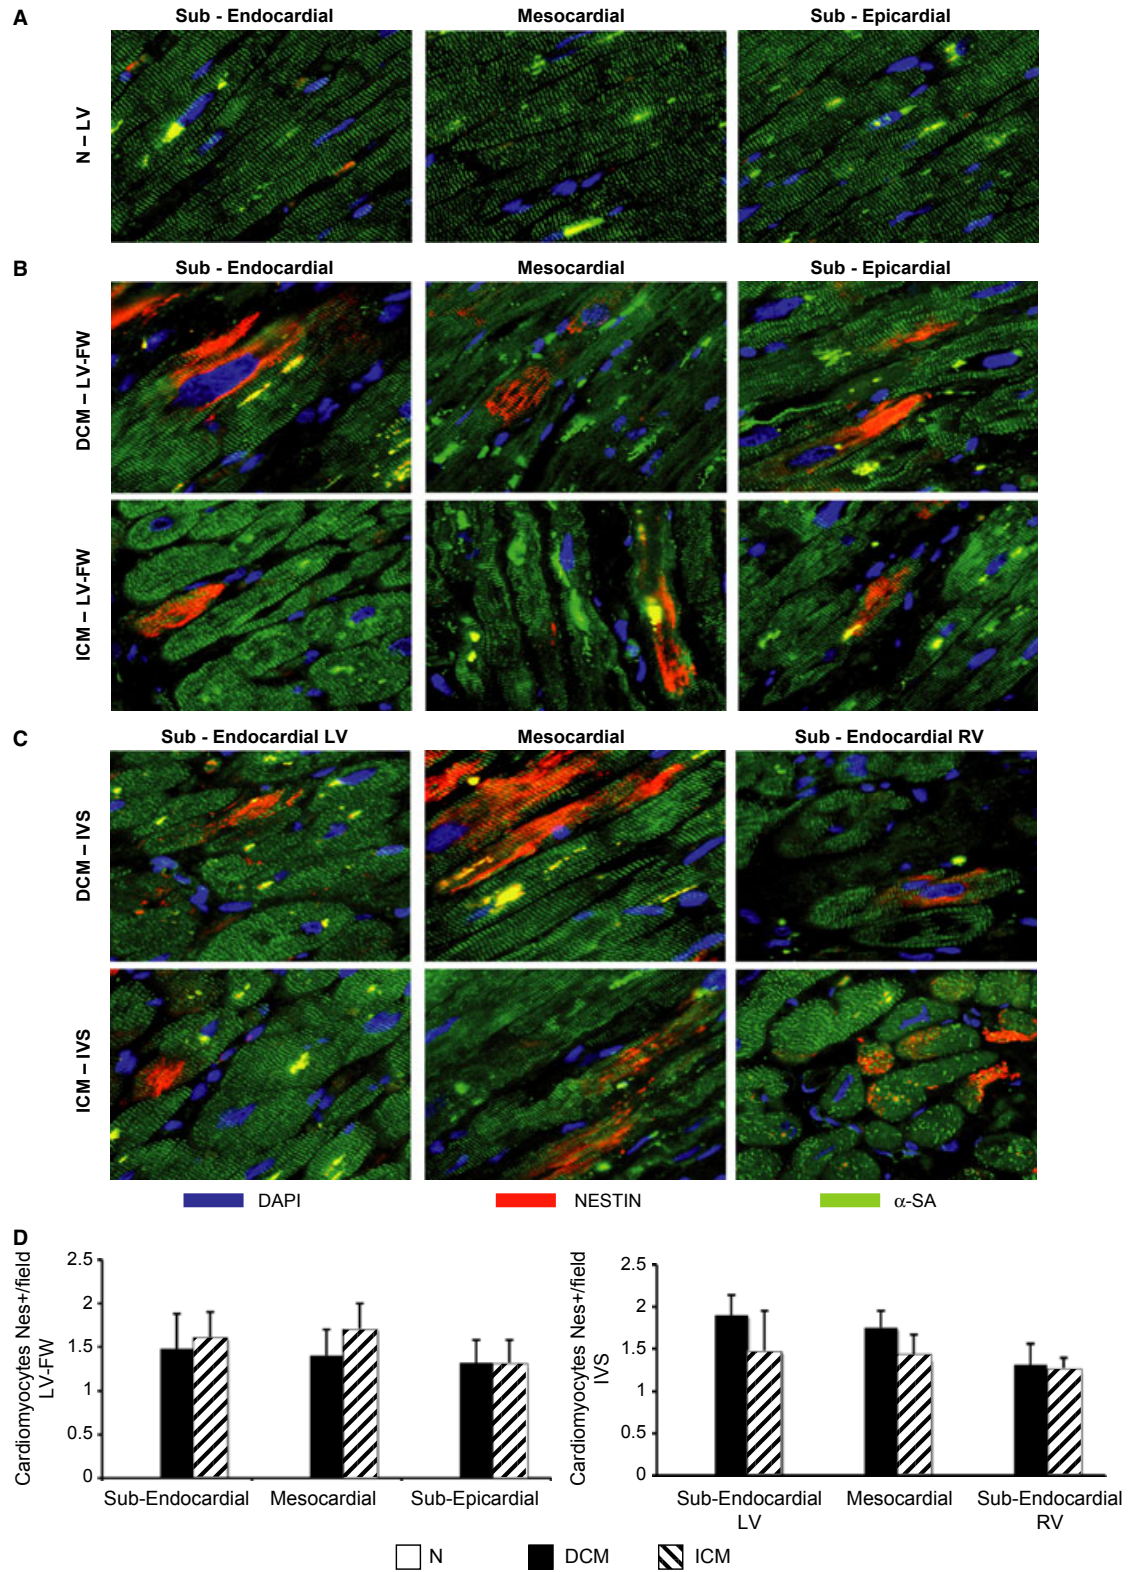 A
Sub - Endocardial Mesocardial Sub - Epicardial
N – LV
B
Sub - Endocardial Mesocardial Sub - Epicardial
DCM – LV-FW
ICM – LV-FW
C
Sub - Endocardial LV Mesocardial Sub - Endocardial RV
DCM – IVS
ICM – IVS
DAPI NESTIN α-SA
D
Cardiomyocytes Nes+/field
LV-FW
2.5
2
1.5
1
0.5
0
Sub-Endocardial Mesocardial Sub-Epicardial
Cardiomyocytes Nes+/field
IVS
2.5
2
1.5
1
0.5
0
Sub-Endocardial Mesocardial Sub-Endocardial
LV RV
N DCM ICM